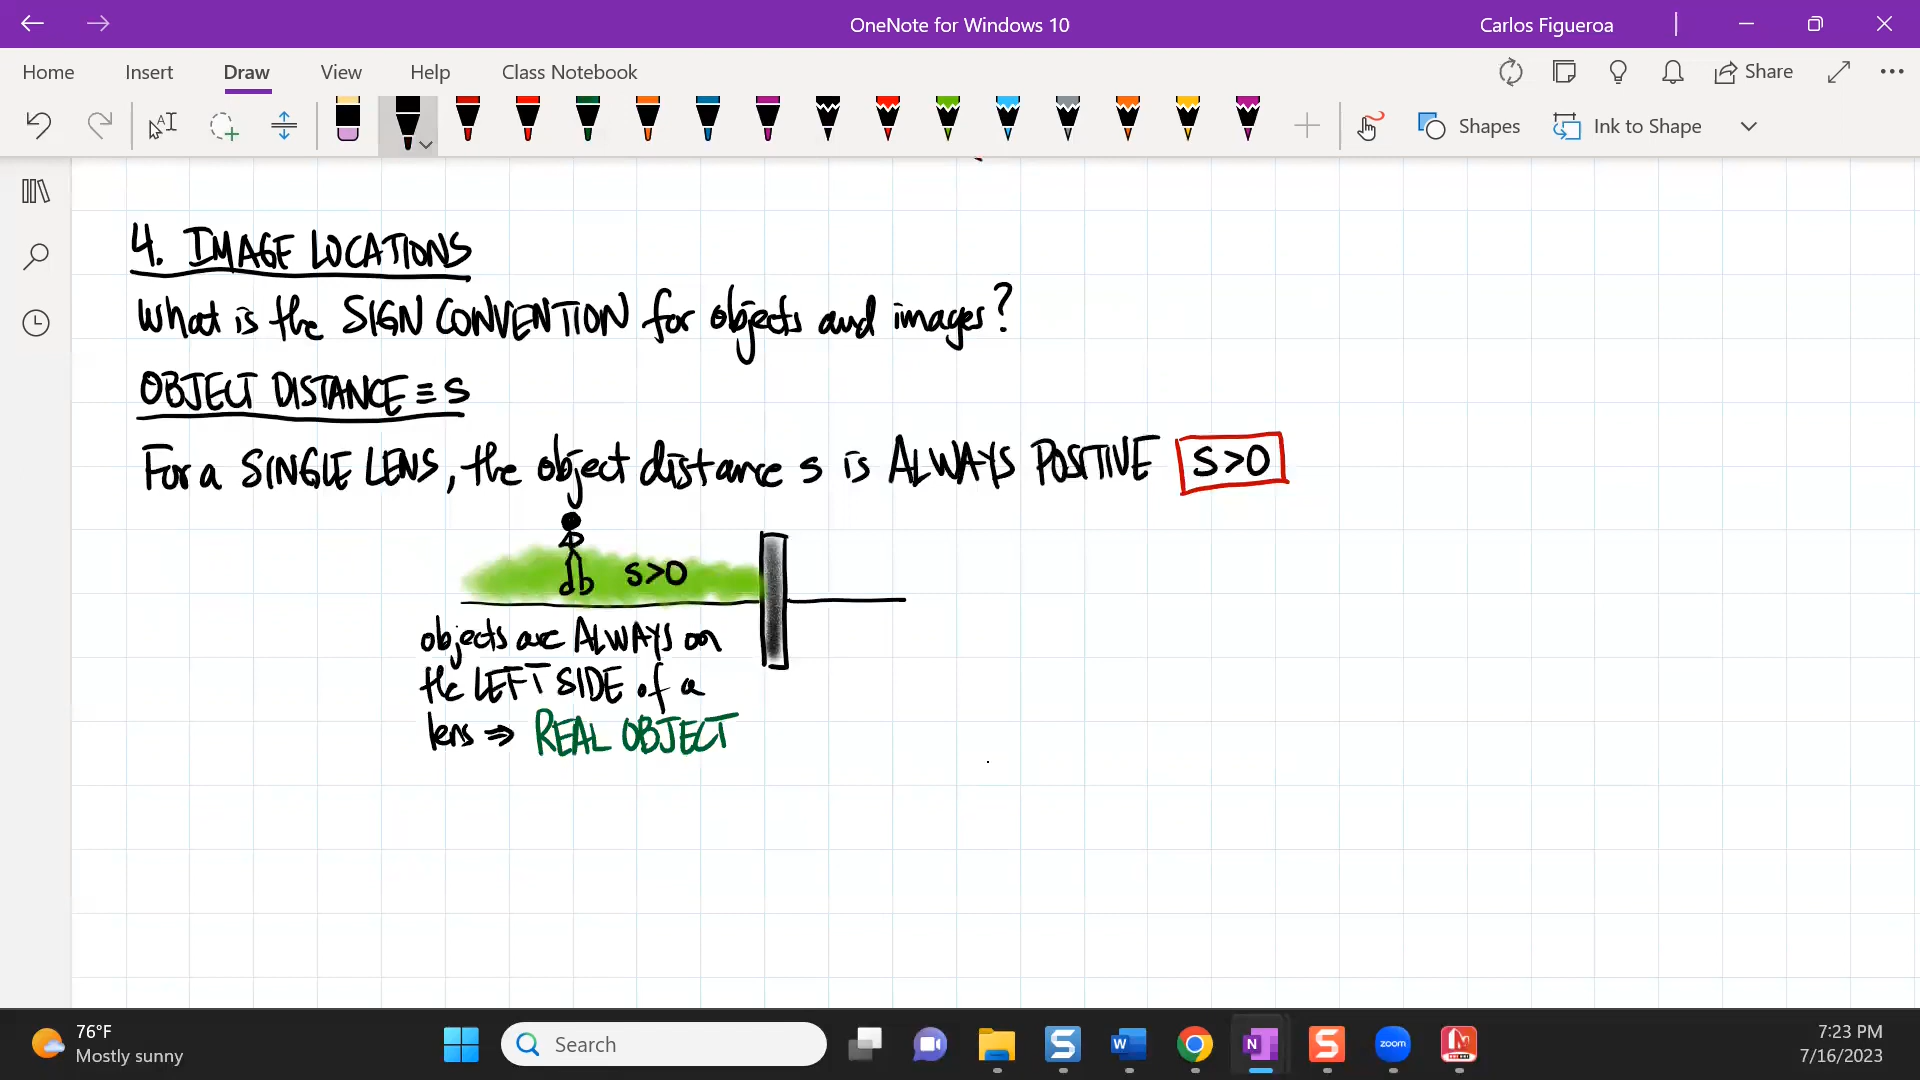 OneNote for Windows 10
Carlos Figueroa
Home Insert Draw View Help Class Notebook
Share
Shapes
Ink to Shape
4. IMAGE LOCATIONS
What is the SIGN CONVENTION for objects and images?
OBJECT DISTANCE ≡ s
For a SINGLE LENS, the object distance s is ALWAYS POSITIVE s>0
s>0
objects are ALWAYS on
the LEFT SIDE of a
lens ⇒ REAL OBJECT
76°F
Mostly sunny
Search
zoom
7:23 PM
7/16/2023